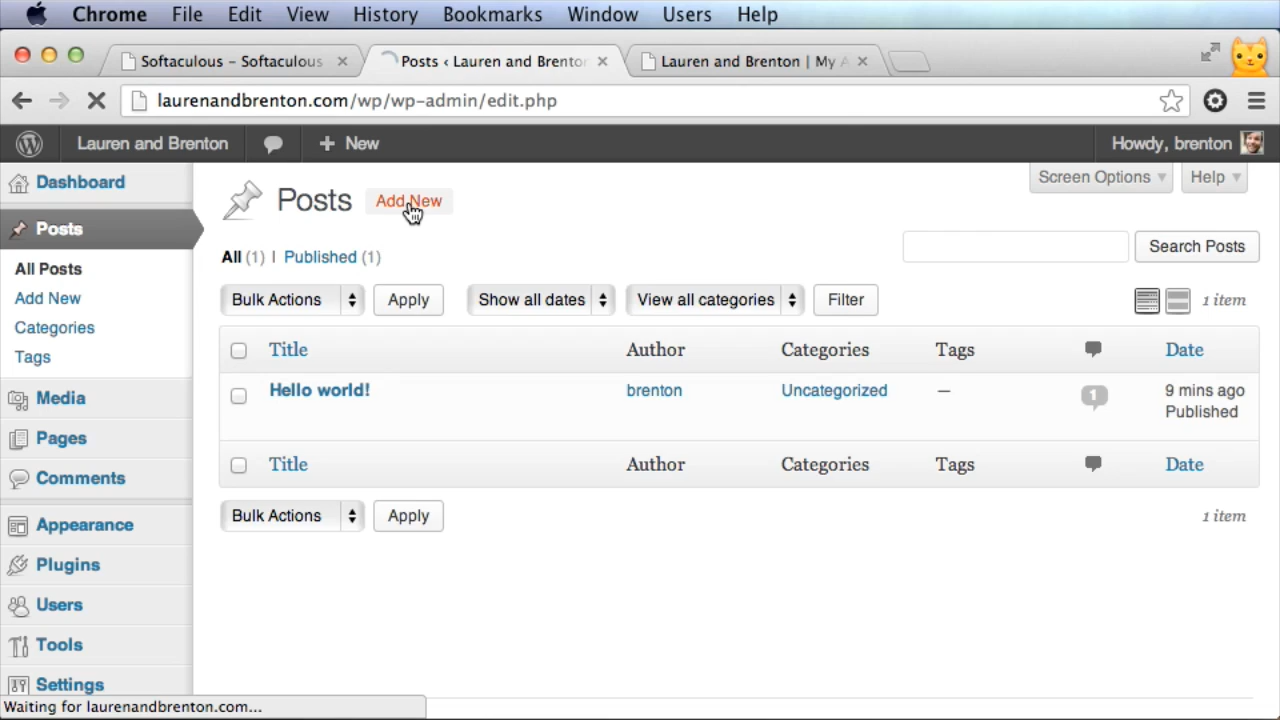 Chrome File Edit View History Bookmarks Window Users Help
Softaculous - Softaculous Posts ‹ Lauren and Brenton Lauren and Brenton | My A
laurenandbrenton.com/wp/wp-admin/edit.php
Lauren and Brenton + New Howdy, brenton
Dashboard
Posts
All Posts
Add New
Categories
Tags
Media
Pages
Comments
Appearance
Plugins
Users
Tools
Settings
Screen Options Help
Posts Add New
All (1) | Published (1)
Search Posts
Bulk Actions Apply Show all dates View all categories Filter 1 item
Title Author Categories Tags Date
Hello world! brenton Uncategorized — 1 9 mins ago
Published
Title Author Categories Tags Date
Bulk Actions Apply 1 item
Waiting for laurenandbrenton.com...